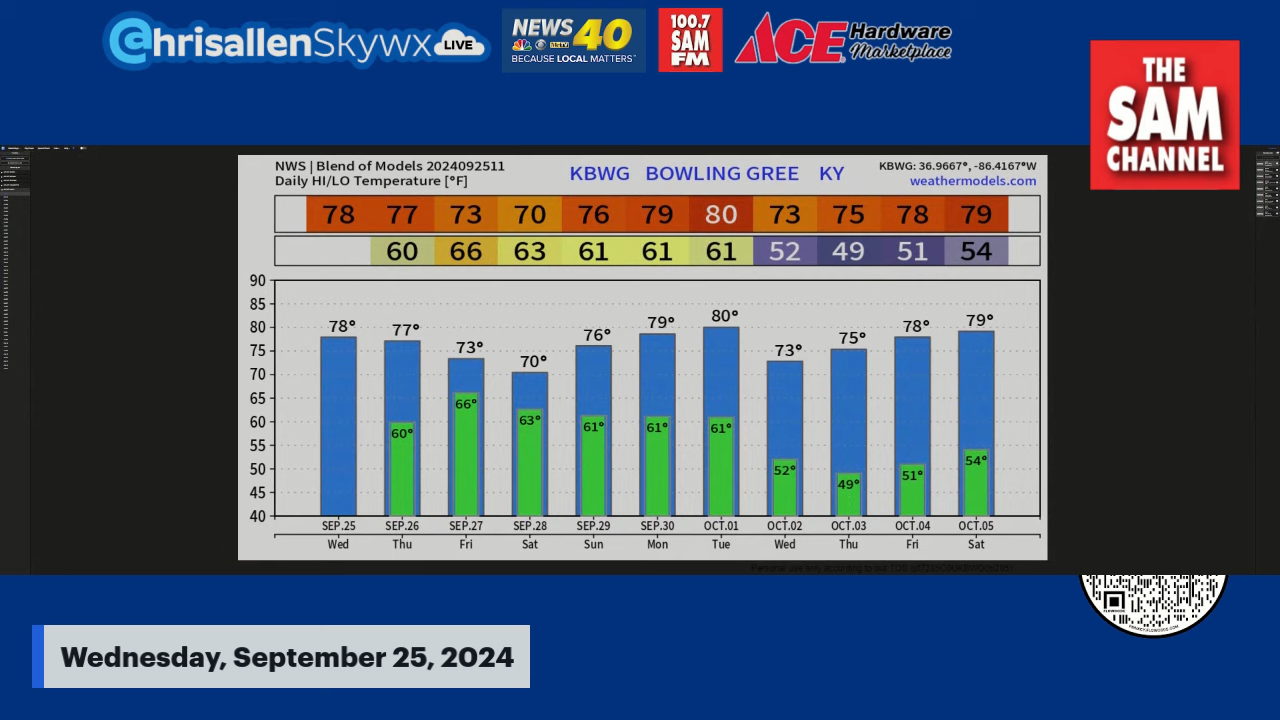 @hrisallenSkywx LIVE
NEWS 40
BECAUSE LOCAL MATTERS
100.7
SAM
FM
ACE Hardware
Marketplace
THE
SAM
CHANNEL
NWS | Blend of Models 2024092511
Daily HI/LO Temperature [°F]
KBWG BOWLING GREE KY
KBWG: 36.9667°, -86.4167°W
weathermodels.com
78 77 73 70 76 79 80 73 75 78 79
60 66 63 61 61 61 52 49 51 54
90
85
80
75
70
65
60
55
50
45
40
78° 77° 73° 70° 76° 79° 80° 73° 75° 78° 79°
60° 66° 63° 61° 61° 61° 52° 49° 51° 54°
SEP.25 SEP.26 SEP.27 SEP.28 SEP.29 SEP.30 OCT.01 OCT.02 OCT.03 OCT.04 OCT.05
Wed Thu Fri Sat Sun Mon Tue Wed Thu Fri Sat
Wednesday, September 25, 2024